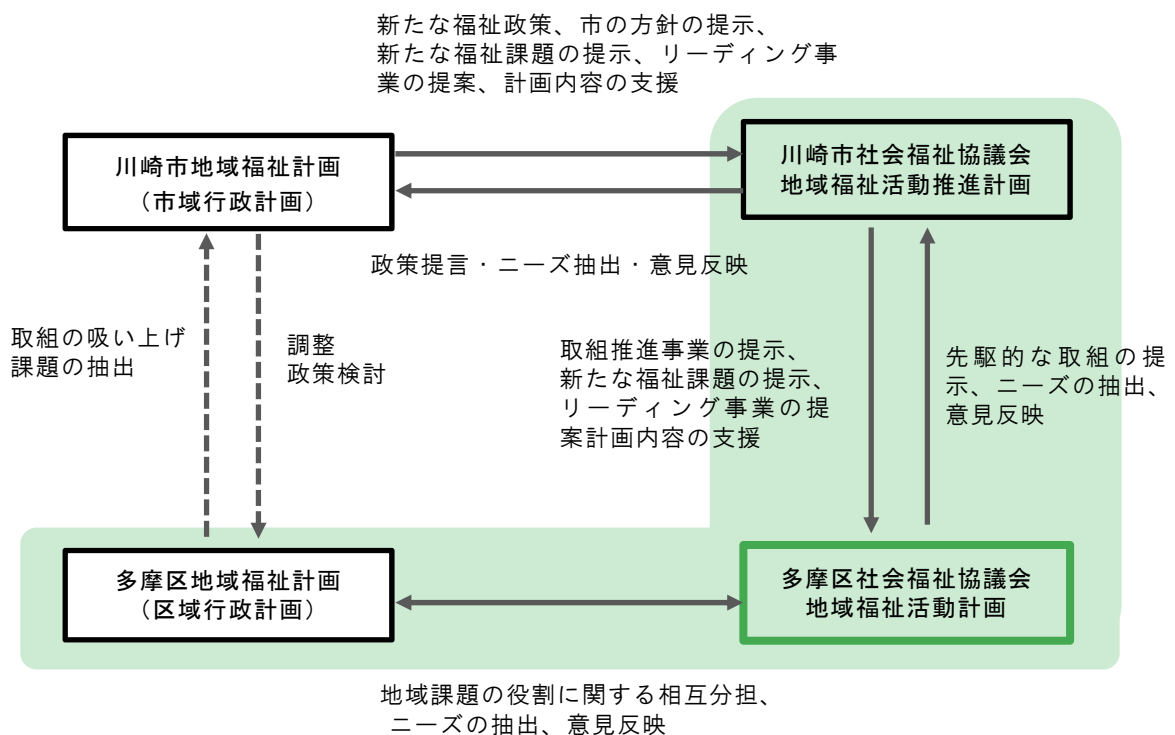 新たな福祉政策、市の方針の提示、
新たな福祉課題の提示、リーディング事
業の提案、計画内容の支援
川崎市地域福祉計画
（市域行政計画）
川崎市社会福祉協議会
地域福祉活動推進計画
政策提言・ニーズ抽出・意見反映
取組の吸い上げ
課題の抽出
調整
政策検討
取組推進事業の提示、
新たな福祉課題の提示、
リーディング事業の提
案計画内容の支援
先駆的な取組の提
示、ニーズの抽出、
意見反映
多摩区地域福祉計画
（区域行政計画）
多摩区社会福祉協議会
地域福祉活動計画
地域課題の役割に関する相互分担、
ニーズの抽出、意見反映